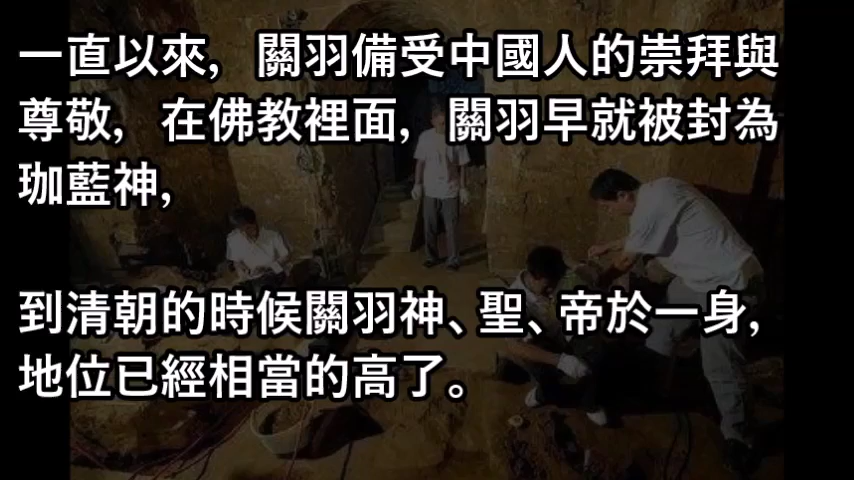 一直以來，關羽備受中國人的崇拜與
尊敬，在佛教裡面，關羽早就被封為
珈藍神，
到清朝的時候關羽神、聖、帝於一身，
地位已經相當的高了。